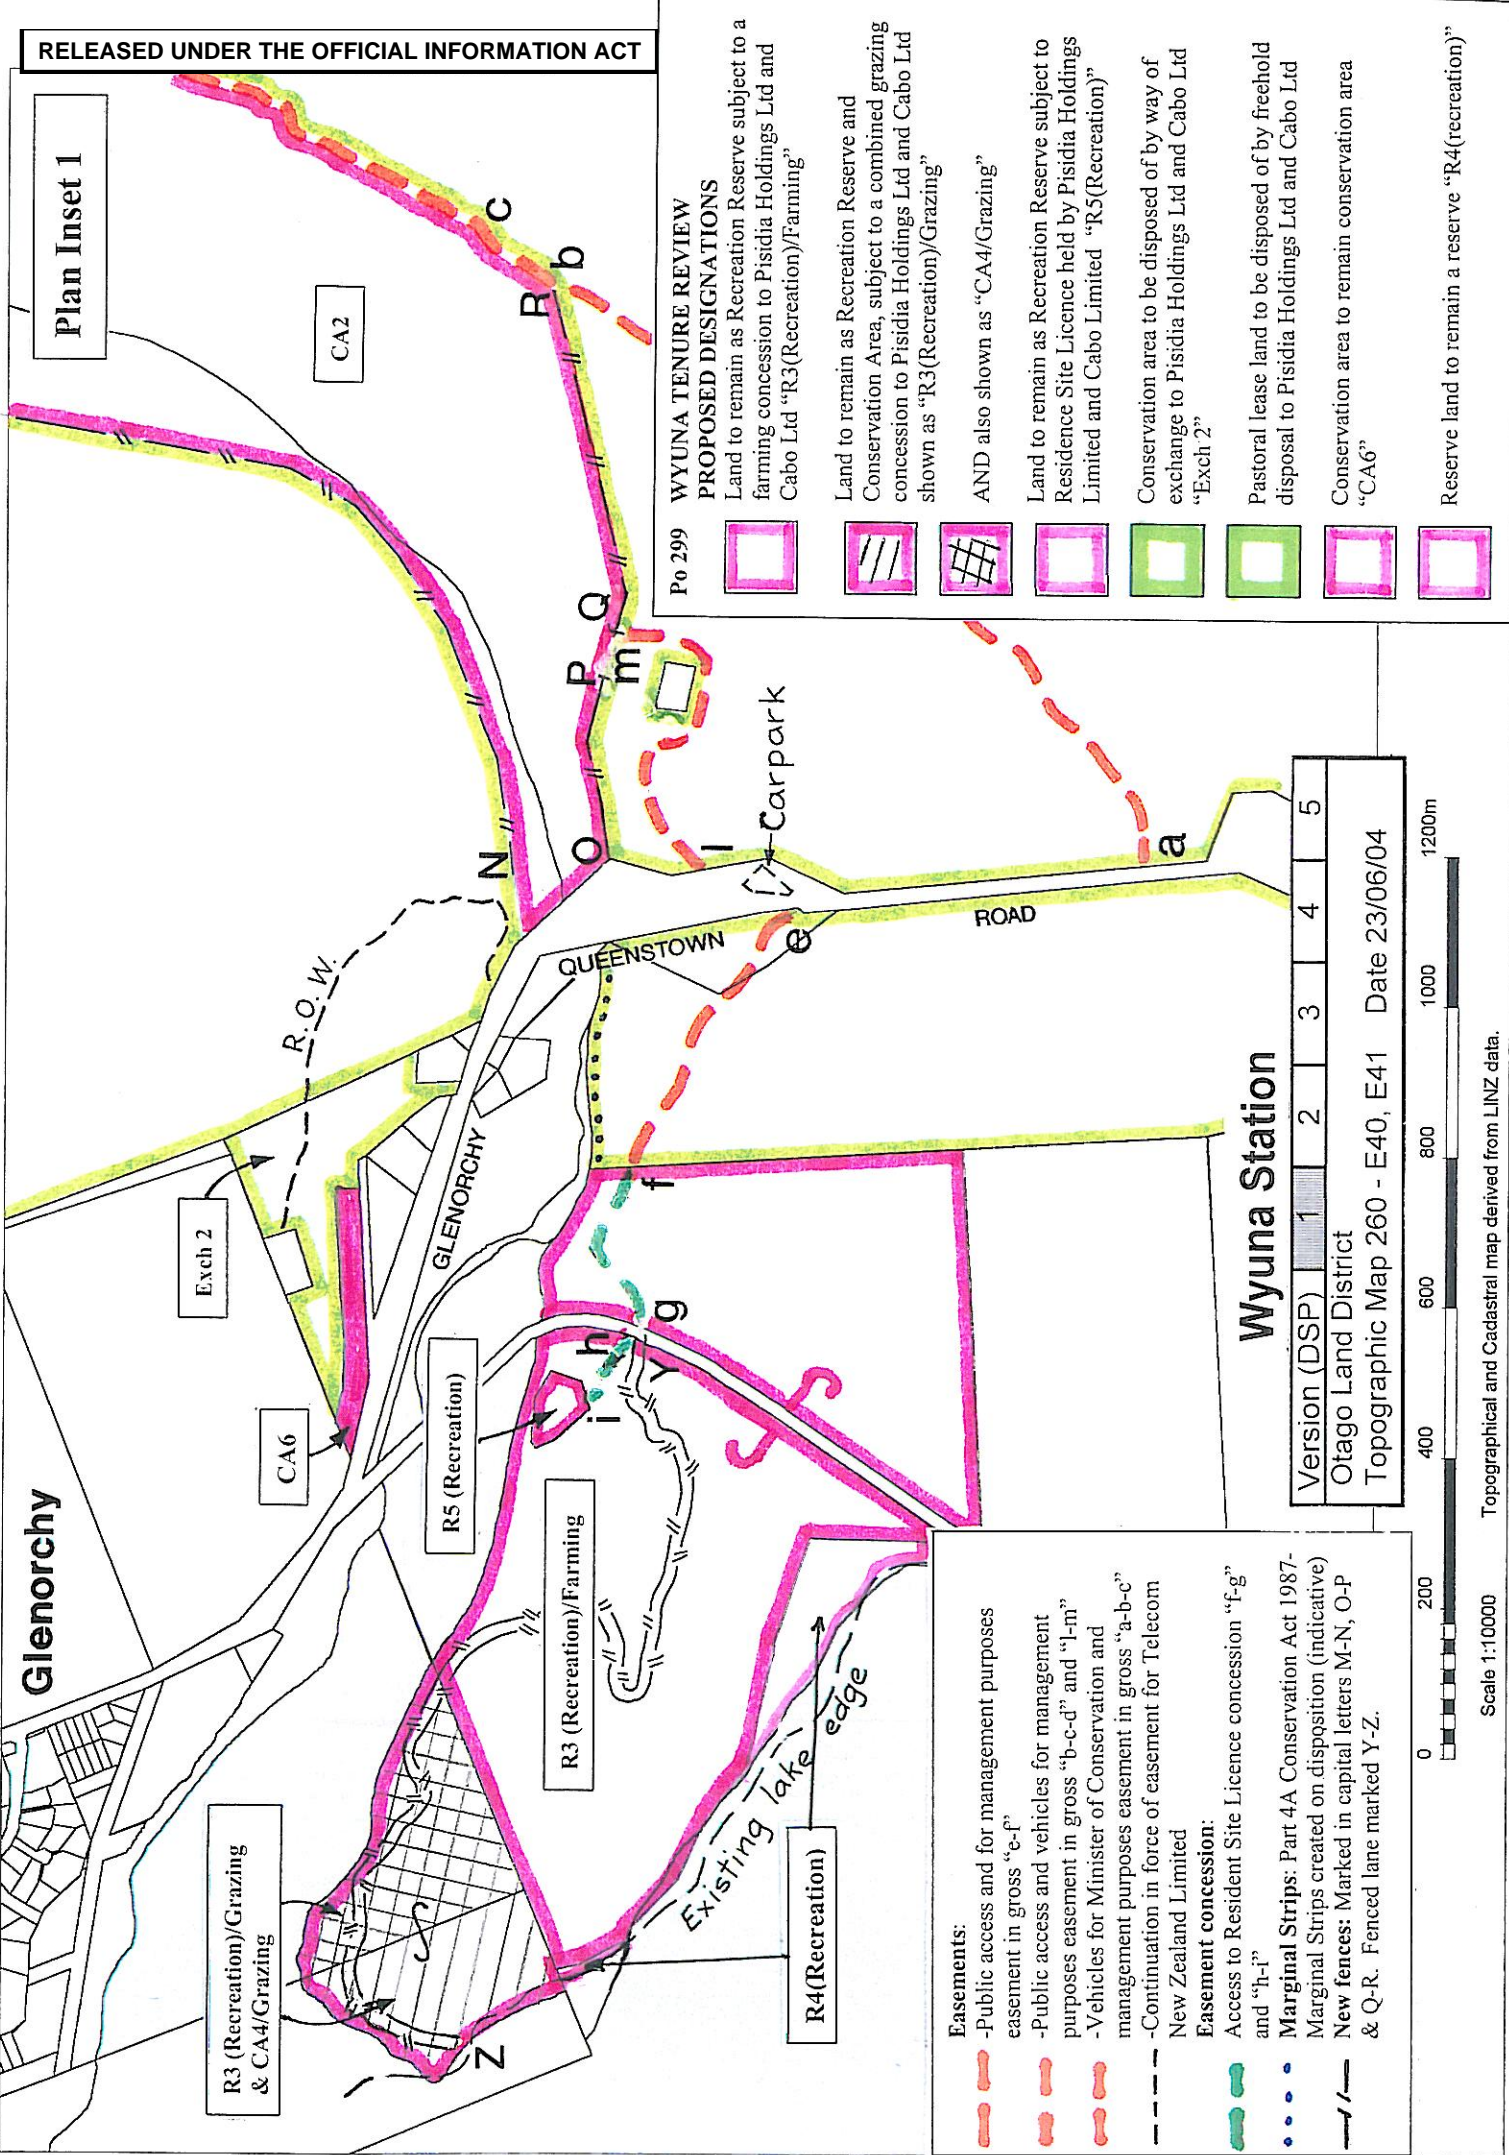 RELEASED UNDER THE OFFICIAL INFORMATION ACT
Plan Inset 1
CA2
Glenorchy
R3 (Recreation)/Grazing
& CA4/Grazing
R3 (Recreation)/Farming
R5 (Recreation)
CA6
Exch 2
R.O.W.
GLENORCHY
QUEENSTOWN
ROAD
Carpark
Existing lake edge
R4(Recreation)
N
O
P
Q
R
b
c
m
l
a
e
f
g
h
i
Y
Z
Po 299 WYUNA TENURE REVIEW
PROPOSED DESIGNATIONS
Land to remain as Recreation Reserve subject to a
farming concession to Pisidia Holdings Ltd and
Cabo Ltd “R3(Recreation)/Farming”
Land to remain as Recreation Reserve and
Conservation Area, subject to a combined grazing
concession to Pisidia Holdings Ltd and Cabo Ltd
shown as “R3(Recreation)/Grazing”
AND also shown as “CA4/Grazing”
Land to remain as Recreation Reserve subject to
Residence Site Licence held by Pisidia Holdings
Limited and Cabo Limited “R5(Recreation)”
Conservation area to be disposed of by way of
exchange to Pisidia Holdings Ltd and Cabo Ltd
“Exch 2”
Pastoral lease land to be disposed of by freehold
disposal to Pisidia Holdings Ltd and Cabo Ltd
Conservation area to remain conservation area
“CA6”
Reserve land to remain a reserve “R4(recreation)”
Easements:
-Public access and for management purposes
easement in gross “e-f”
-Public access and vehicles for management
purposes easement in gross “b-c-d” and “l-m”
-Vehicles for Minister of Conservation and
management purposes easement in gross “a-b-c”
-Continuation in force of easement for Telecom
New Zealand Limited
Easement concession:
Access to Resident Site Licence concession “f-g”
and “h-i”
Marginal Strips: Part 4A Conservation Act 1987-
Marginal Strips created on disposition (indicative)
New fences: Marked in capital letters M-N, O-P
& Q-R. Fenced lane marked Y-Z.
Wyuna Station
Version (DSP) 1 2 3 4 5
Otago Land District
Topographic Map 260 - E40, E41 Date 23/06/04
0 200 400 600 800 1000 1200m
Scale 1:10000 Topographical and Cadastral map derived from LINZ data.